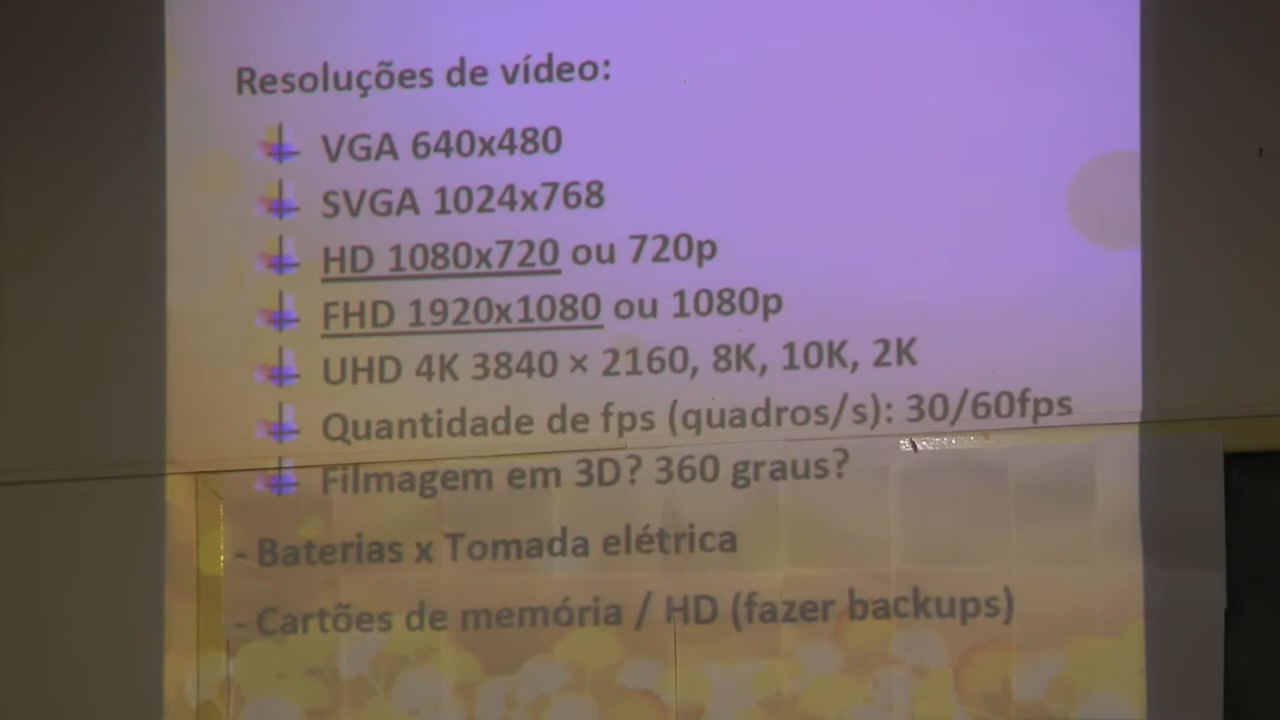 Resoluções de vídeo:
VGA 640x480
SVGA 1024x768
HD 1080x720 ou 720p
FHD 1920x1080 ou 1080p
UHD 4K 3840 × 2160, 8K, 10K, 2K
Quantidade de fps (quadros/s): 30/60fps
Filmagem em 3D? 360 graus?
- Baterias x Tomada elétrica
- Cartões de memória / HD (fazer backups)